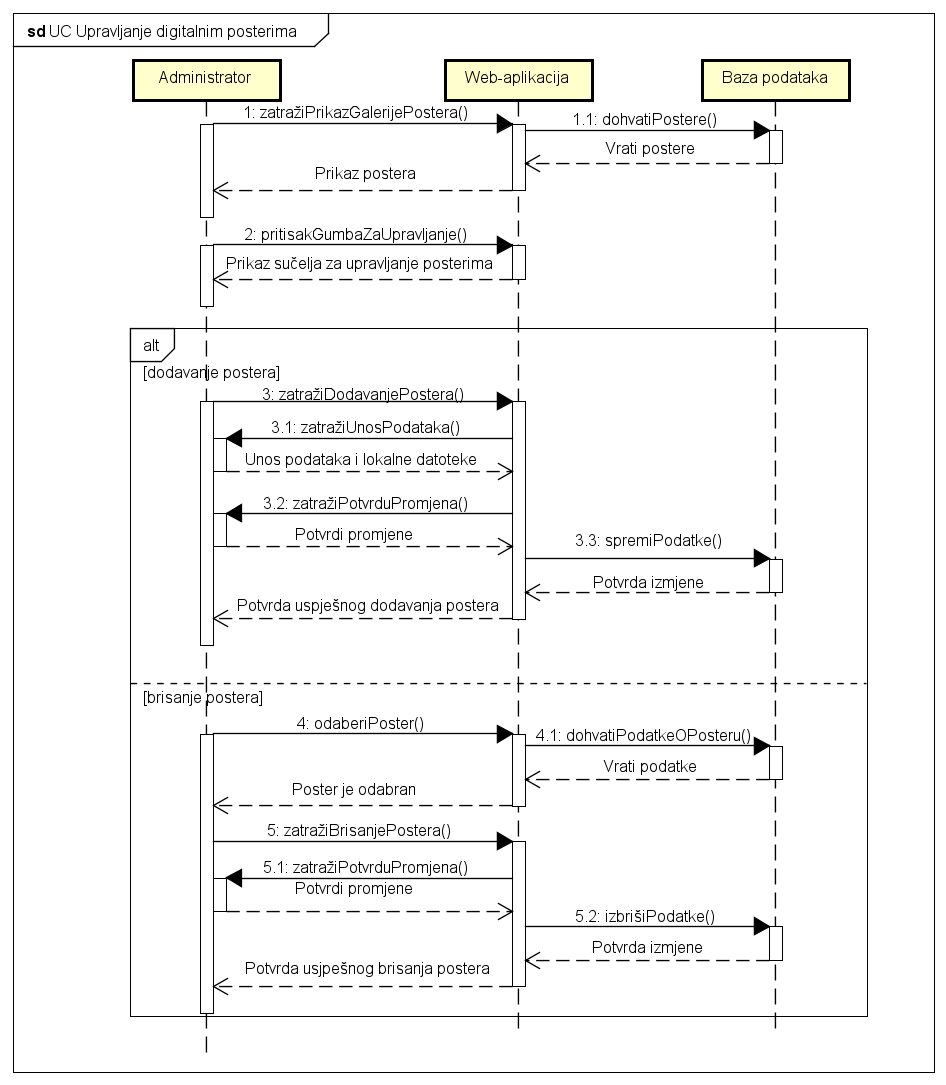 sd UC Upravljanje digitalnim posterima
Administrator
Web-aplikacija
Baza podataka
1: zatražiPrikazGalerijePostera()
1.1: dohvatiPostere()
Vrati postere
Prikaz postera
2: pritisakGumbaZaUpravljanje()
Prikaz sučelja za upravljanje posterima
alt
[dodavanje postera]
3: zatražiDodavanjePostera()
3.1: zatražiUnosPodataka()
Unos podataka i lokalne datoteke
3.2: zatražiPotvrduPromjena()
Potvrdi promjene
3.3: spremiPodatke()
Potvrda izmjene
Potvrda uspješnog dodavanja postera
[brisanje postera]
4: odaberiPoster()
4.1: dohvatiPodatkeOPosteru()
Vrati podatke
Poster je odabran
5: zatražiBrisanjePostera()
5.1: zatražiPotvrduPromjena()
Potvrdi promjene
5.2: izbrišiPodatke()
Potvrda izmjene
Potvrda usjpešnog brisanja postera